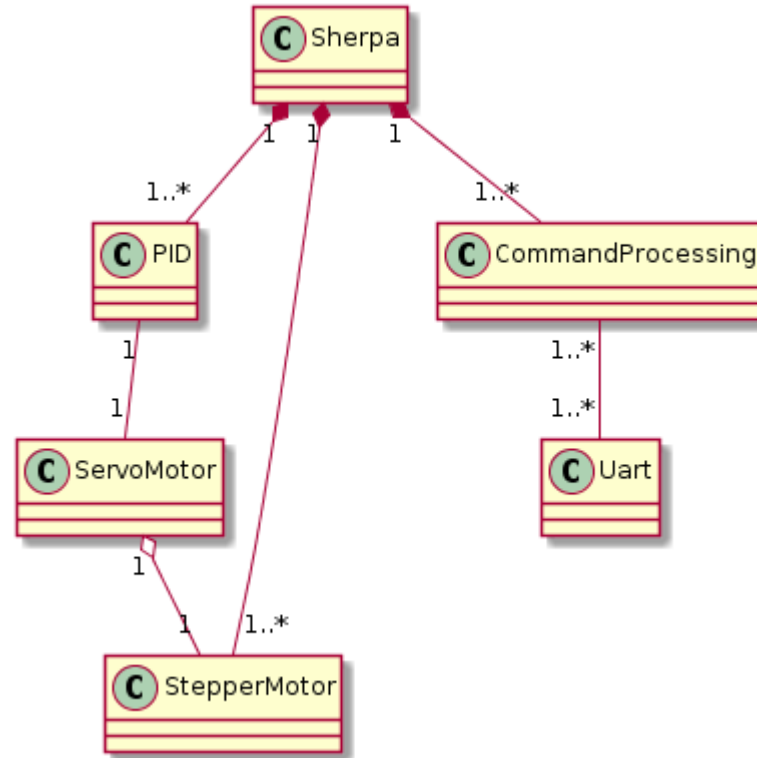 C Sherpa
1 1 1
1..* 1..*
C PID
C CommandProcessing
1 1..*
1 1..*
C ServoMotor
C Uart
1
1 1..*
C StepperMotor